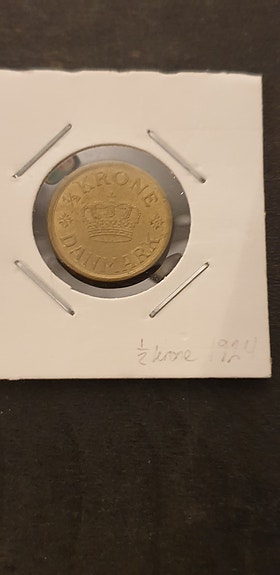 ½ KRONE
DANMARK
½ krone 1924